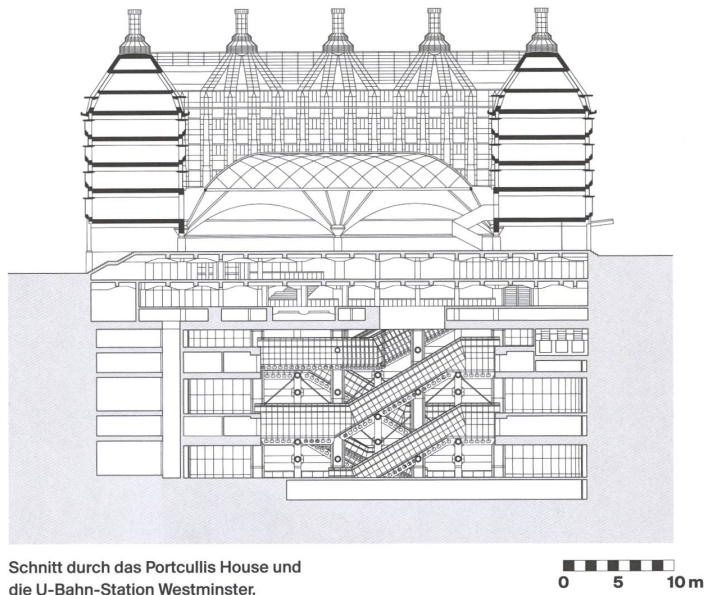 Schnitt durch das Portcullis House und
die U-Bahn-Station Westminster.
0 5 10 m